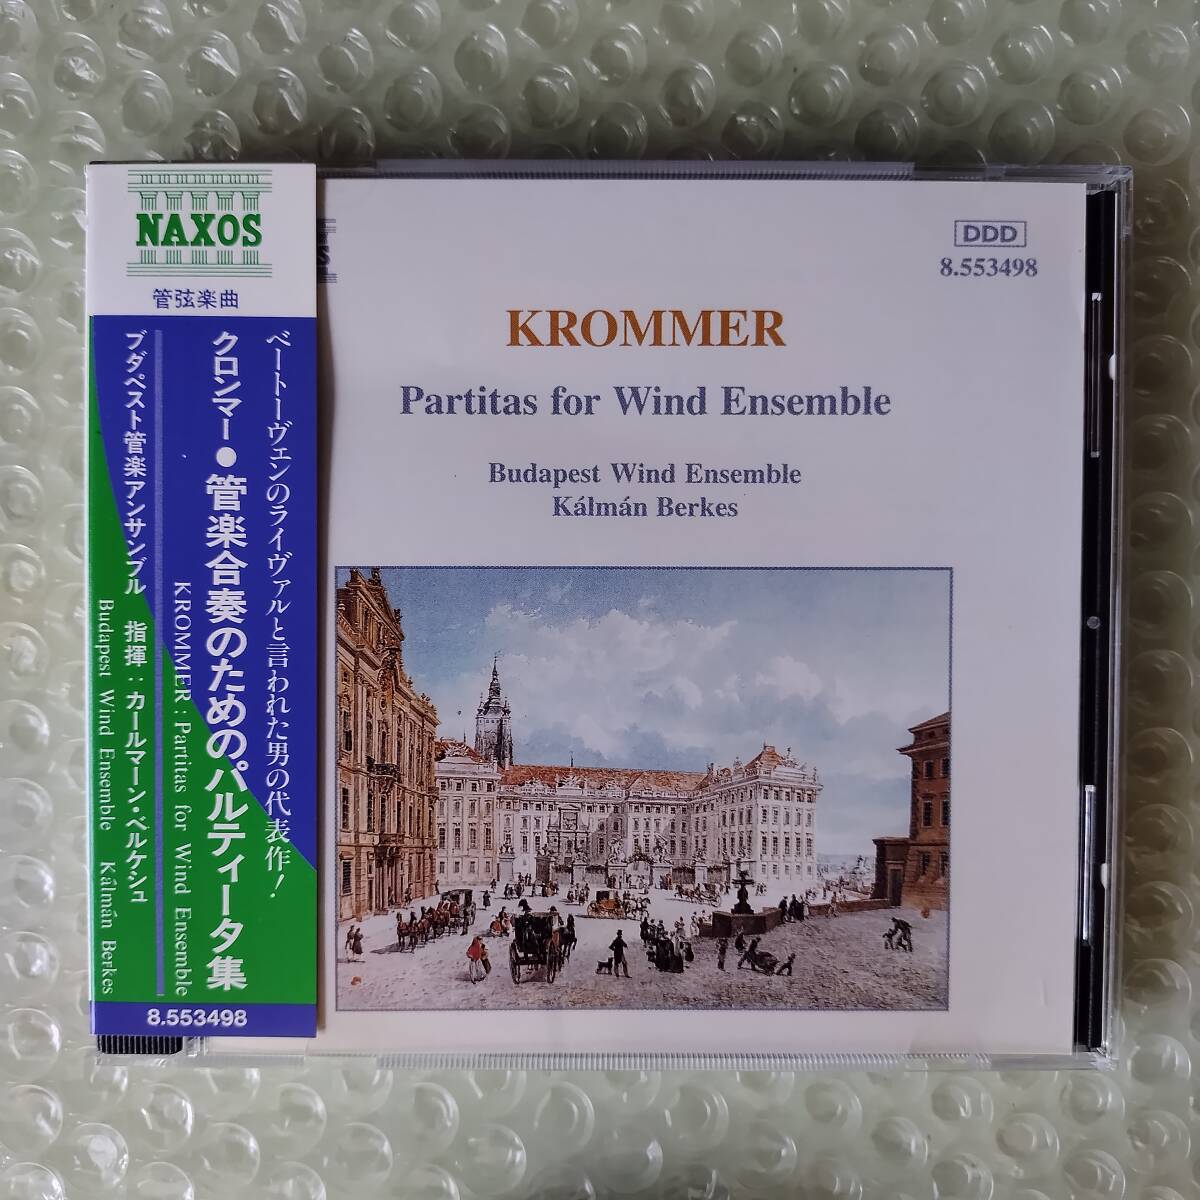 NAXOS
管弦楽曲
ベートーヴェンのライヴァルと言われた男の代表作!
クロンマー●管楽合奏のためのパルティータ集
KROMMER : Partitas for Wind Ensemble
ブダペスト管楽アンサンブル 指揮:カールマーン・ベルケシュ
Budapest Wind Ensemble Kálmán Berkes
8.553498
S
DDD
8.553498
KROMMER
Partitas for Wind Ensemble
Budapest Wind Ensemble
Kálmán Berkes